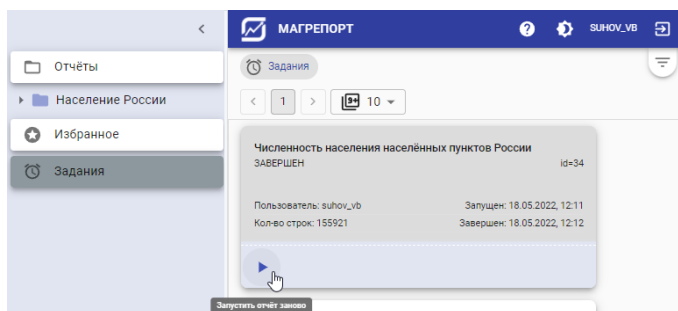 МАГРЕПОРТ
SUHOV_VB
Отчёты
Население России
Избранное
Задания
Задания
1
9+ 10
Численность населения населённых пунктов России
ЗАВЕРШЕН id=34
Пользователь: suhov_vb Запущен: 18.05.2022, 12:11
Кол-во строк: 155921 Завершен: 18.05.2022, 12:12
Запустить отчёт заново